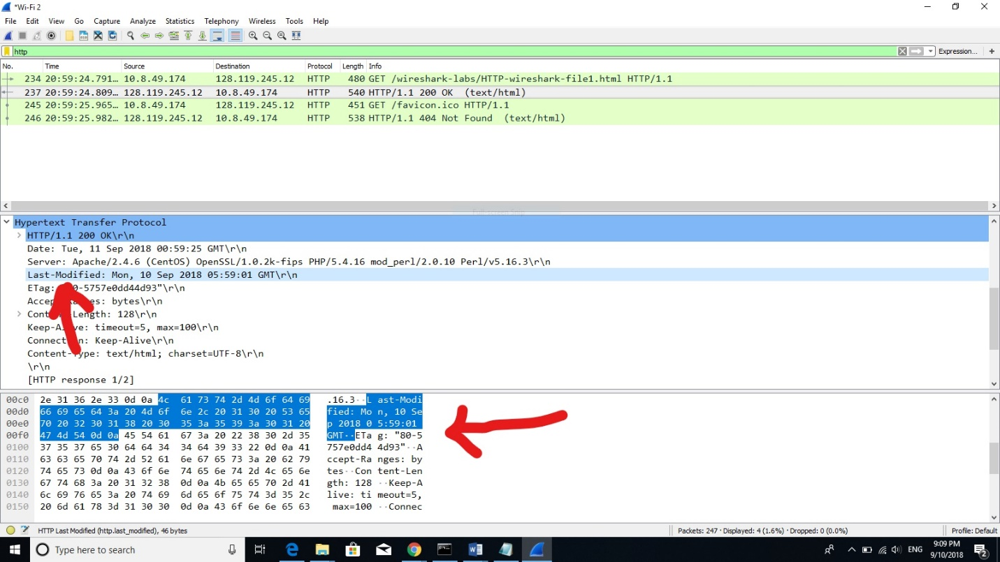 *Wi-Fi 2
File Edit View Go Capture Analyze Statistics Telephony Wireless Tools Help
http
Expression... +
No. Time Source Destination Protocol Length Info
234 20:59:24.791… 10.8.49.174 128.119.245.12 HTTP 480 GET /wireshark-labs/HTTP-wireshark-file1.html HTTP/1.1
237 20:59:24.809… 128.119.245.12 10.8.49.174 HTTP 540 HTTP/1.1 200 OK (text/html)
245 20:59:25.965… 10.8.49.174 128.119.245.12 HTTP 451 GET /favicon.ico HTTP/1.1
246 20:59:25.982… 128.119.245.12 10.8.49.174 HTTP 538 HTTP/1.1 404 Not Found (text/html)
Hypertext Transfer Protocol
HTTP/1.1 200 OK\r\n
Date: Tue, 11 Sep 2018 00:59:25 GMT\r\n
Server: Apache/2.4.6 (CentOS) OpenSSL/1.0.2k-fips PHP/5.4.16 mod_perl/2.0.10 Perl/v5.16.3\r\n
Last-Modified: Mon, 10 Sep 2018 05:59:01 GMT\r\n
ETag: 0-5757e0dd44d93"\r\n
bytes\r\n
128\r\n
timeout=5, max=100\r\n
Keep-Alive\r\n
text/html; charset=UTF-8\r\n
\r\n
[HTTP response 1/2]
00c0 2e 31 36 2e 33 0d 0a 4c 61 73 74 2d 4d 6f 64 69 .16.3··L ast-Modi
00d0 66 69 65 64 3a 20 4d 6f 6e 2c 20 31 30 20 53 65 fied: Mo n, 10 Se
00e0 70 20 32 30 31 38 20 30 35 3a 35 39 3a 30 31 20 p 2018 0 5:59:01
00f0 47 4d 54 0d 0a 45 54 61 67 3a 20 22 38 30 2d 35 GMT··ETa g: "80-5
0100 37 35 37 65 30 64 64 34 34 64 39 33 22 0d 0a 41 757e0dd4 4d93"··A
0110 63 63 65 70 74 2d 52 61 6e 67 65 73 3a 20 62 79 ccept-Ra nges: by
0120 74 65 73 0d 0a 43 6f 6e 74 65 6e 74 2d 4c 65 6e tes··Con tent-Len
0130 67 74 68 3a 20 31 32 38 0d 0a 4b 65 65 70 2d 41 gth: 128 ··Keep-A
0140 6c 69 76 65 3a 20 74 69 6d 65 6f 75 74 3d 35 2c live: ti meout=5,
0150 20 6d 61 78 3d 31 30 30 0d 0a 43 6f 6e 6e 65 63 max=100 ··Connec
HTTP Last Modified (http.last_modified), 46 bytes
Packets: 247 · Displayed: 4 (1.6%) · Dropped: 0 (0.0%)
Profile: Default
Type here to search
ENG
9:09 PM
9/10/2018
2